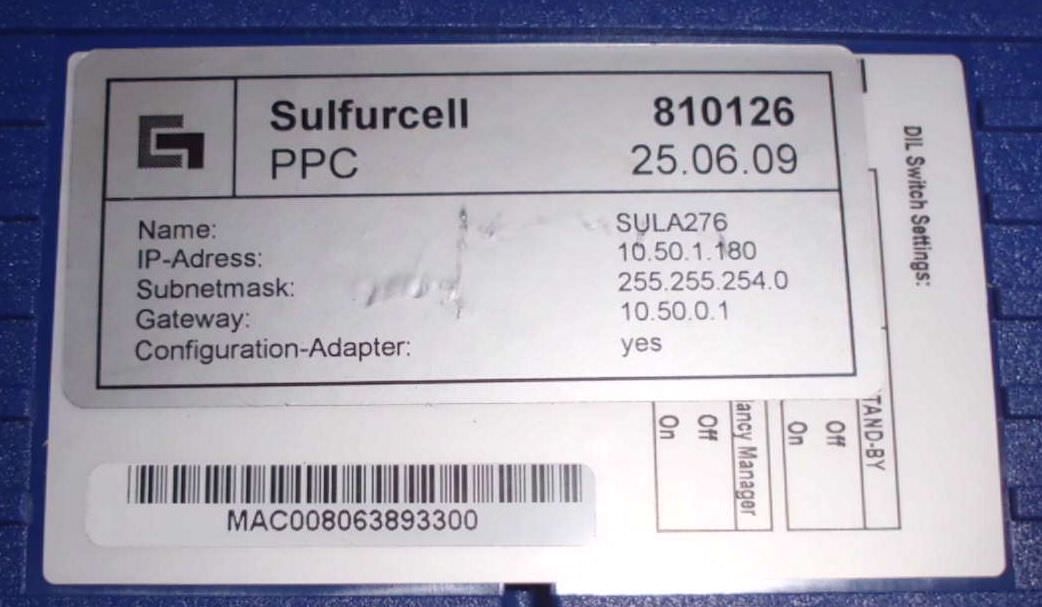 Sulfurcell 810126
PPC 25.06.09
Name: SULA276
IP-Adress: 10.50.1.180
Subnetmask: 255.255.254.0
Gateway: 10.50.0.1
Configuration-Adapter: yes
MAC008063893300
DIL Switch Settings:
TAND-BY
Off
On
ancy Manager
Off
On